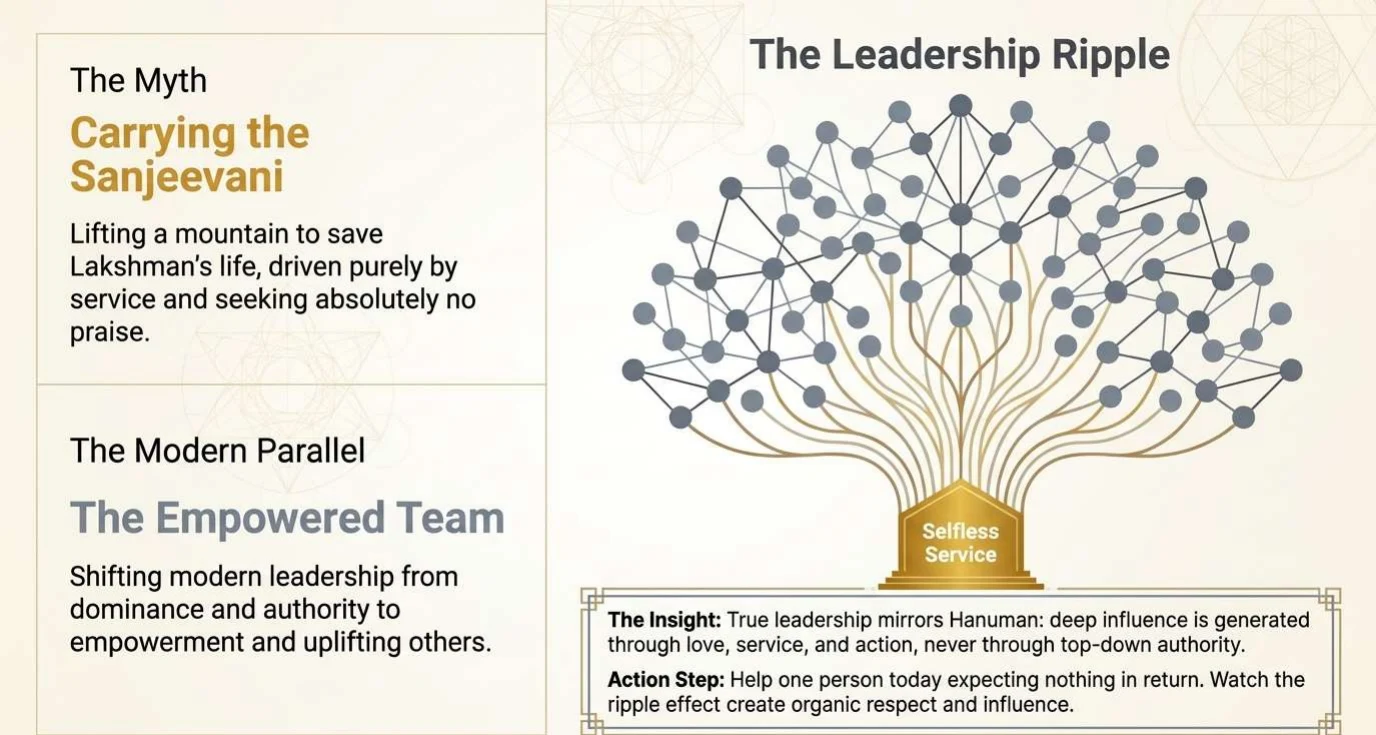 The Myth
Carrying the
Sanjeevani
Lifting a mountain to save
Lakshman's life, driven purely by
service and seeking absolutely no
praise.
The Modern Parallel
The Empowered Team
Shifting modern leadership from
dominance and authority to
empowerment and uplifting others.
The Leadership Ripple
Selfless
Service
The Insight: True leadership mirrors Hanuman: deep influence is generated
through love, service, and action, never through top-down authority.
Action Step: Help one person today expecting nothing in return. Watch the
ripple effect create organic respect and influence.